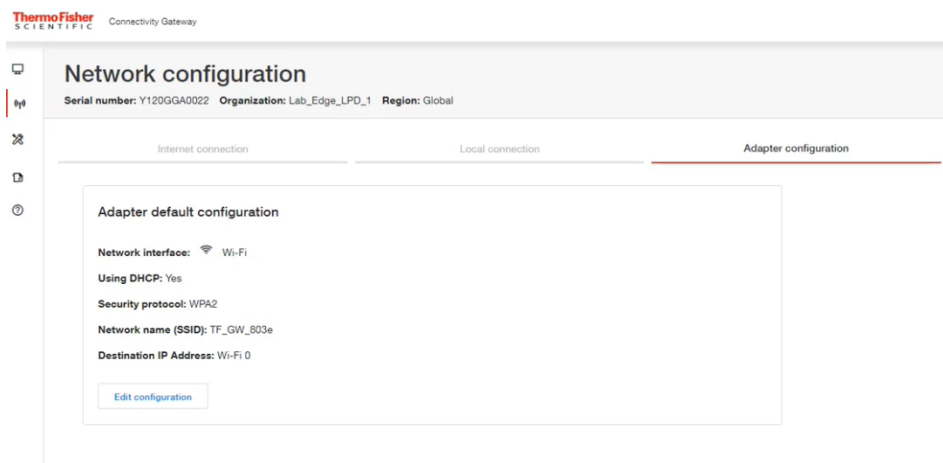 ThermoFisher
SCIENTIFIC
Connectivity Gateway
Network configuration
Serial number: Y120GGA0022 Organization: Lab_Edge_LPD_1 Region: Global
Internet connection
Local connection
Adapter configuration
Adapter default configuration
Network interface: Wi-Fi
Using DHCP: Yes
Security protocol: WPA2
Network name (SSID): TF_GW_803e
Destination IP Address: Wi-Fi 0
Edit configuration